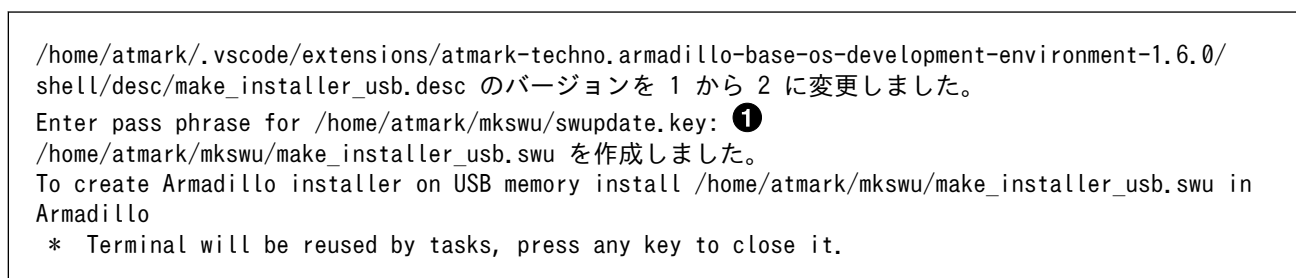 /home/atmark/.vscode/extensions/atmark-techno.armadillo-base-os-development-environment-1.6.0/
shell/desc/make_installer_usb.desc のバージョンを 1 から 2 に変更しました。
Enter pass phrase for /home/atmark/mkswu/swupdate.key: ❶
/home/atmark/mkswu/make_installer_usb.swu を作成しました。
To create Armadillo installer on USB memory install /home/atmark/mkswu/make_installer_usb.swu in
Armadillo
 *  Terminal will be reused by tasks, press any key to close it.